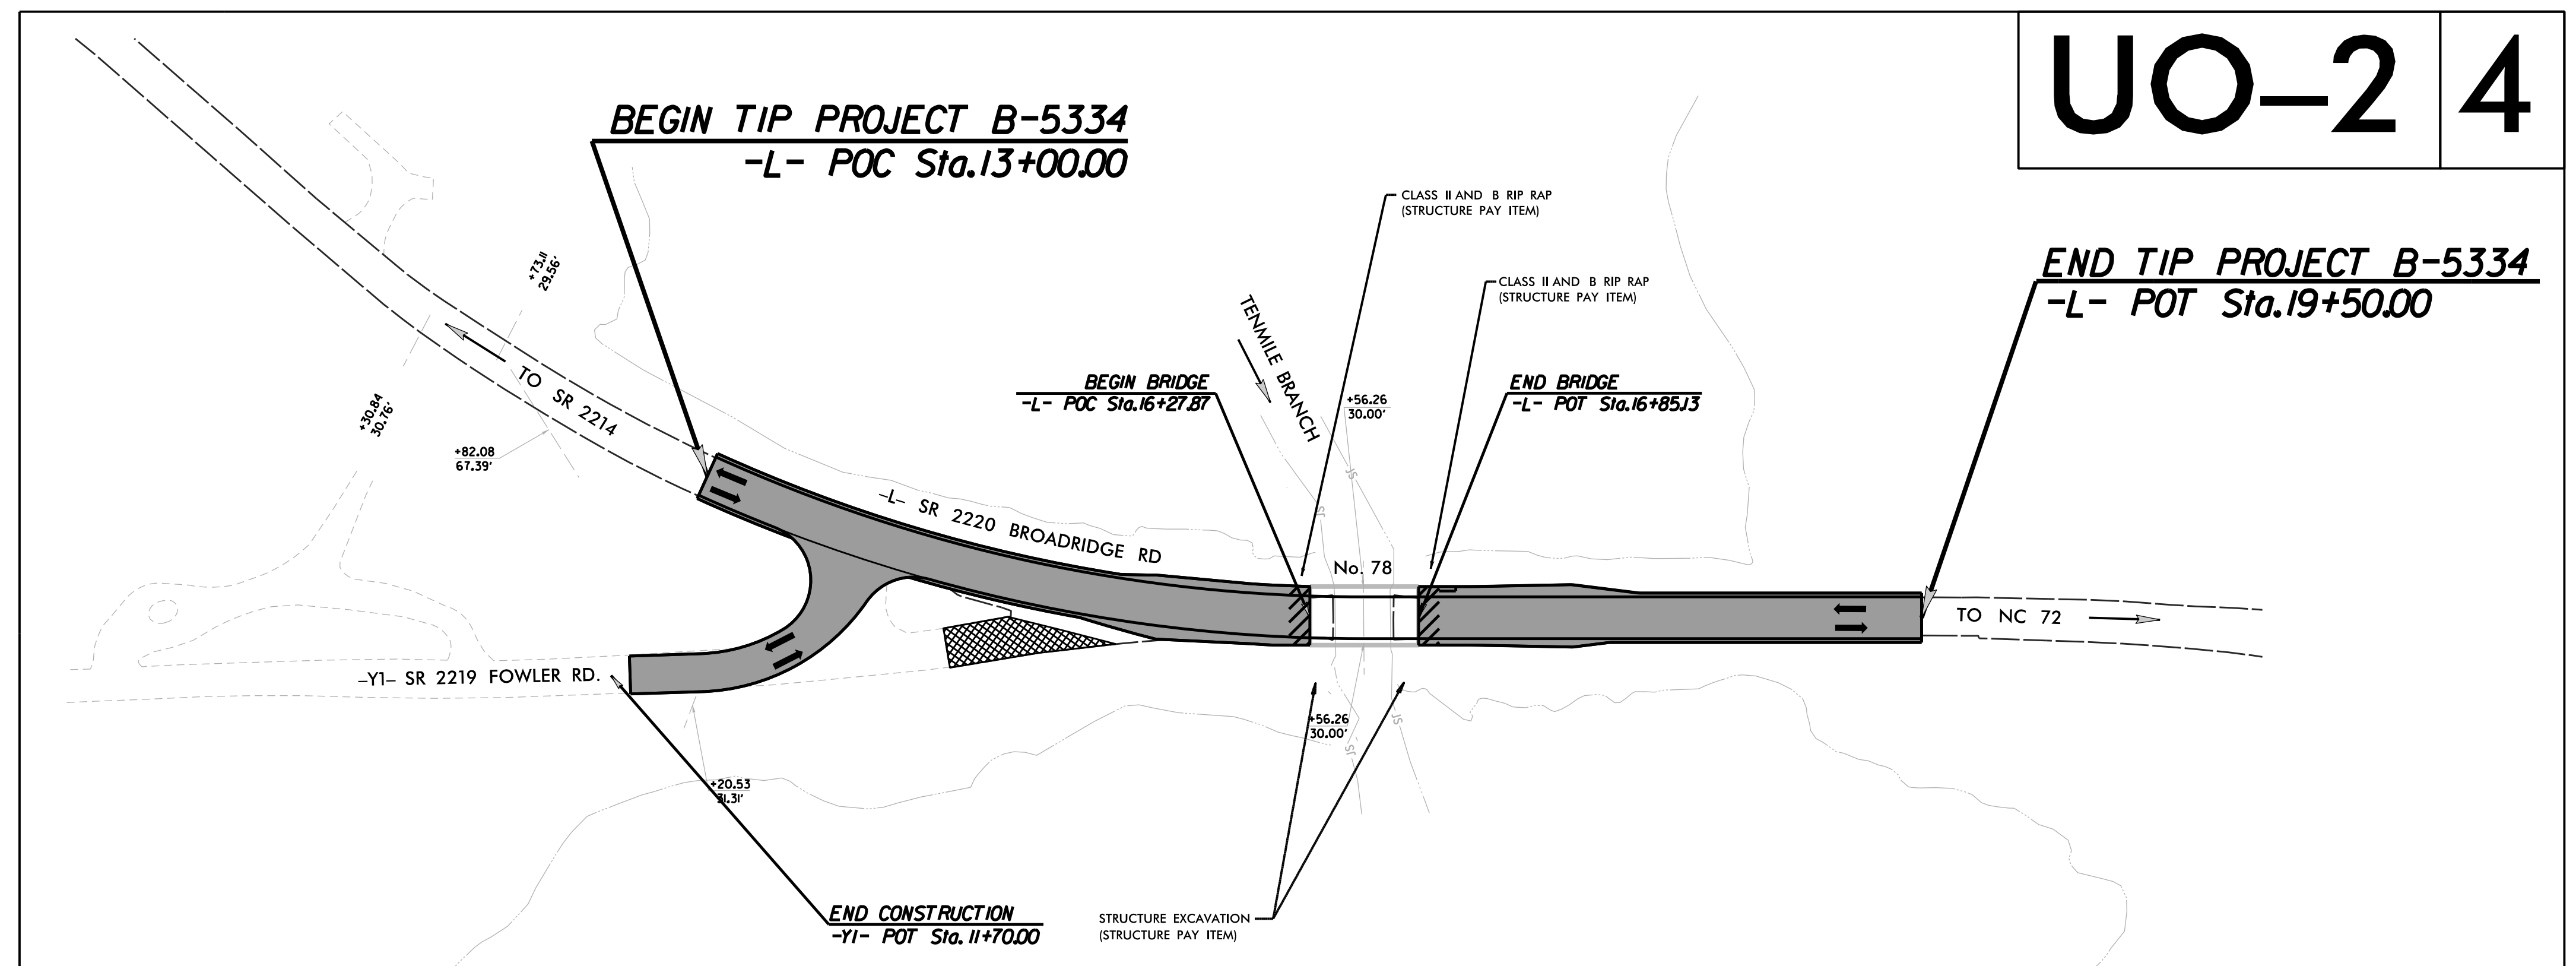 UO-2 4
BEGIN TIP PROJECT B-5334
-L- POC Sta.13+00.00
CLASS II AND B RIP RAP
(STRUCTURE PAY ITEM)
END TIP PROJECT B-5334
-L- POT Sta.19+50.00
+73.11
29.56'
CLASS II AND B RIP RAP
(STRUCTURE PAY ITEM)
TENMILE BRANCH
BEGIN BRIDGE
-L- POC Sta.16+27.87
+56.26
30.00'
END BRIDGE
-L- POT Sta.16+85.13
+30.84
30.76'
TO SR 2214
+82.08
67.39'
JS
JS
-L- SR 2220 BROADRIDGE RD
No. 78
TO NC 72
-Y1- SR 2219 FOWLER RD.
+56.26
30.00'
JS
JS
+20.53
31.31'
END CONSTRUCTION
-Y1- POT Sta. 11+70.00
STRUCTURE EXCAVATION
(STRUCTURE PAY ITEM)